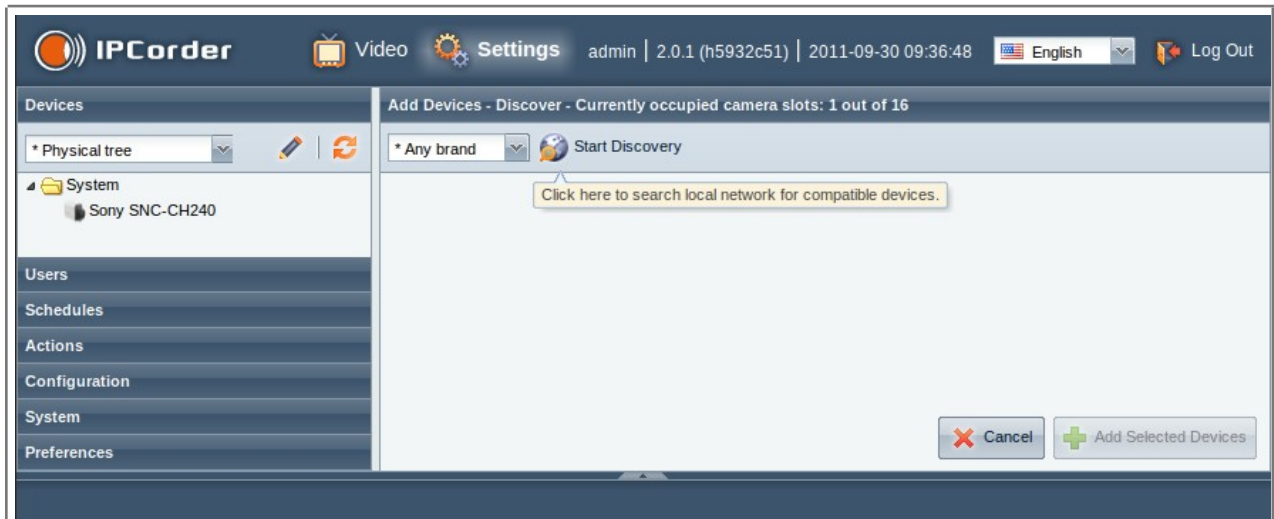 IPCorder Video Settings admin | 2.0.1 (h5932c51) | 2011-09-30 09:36:48 English Log Out
Devices
* Physical tree
System
Sony SNC-CH240
Users
Schedules
Actions
Configuration
System
Preferences
Add Devices - Discover - Currently occupied camera slots: 1 out of 16
* Any brand Start Discovery
Click here to search local network for compatible devices.
Cancel Add Selected Devices